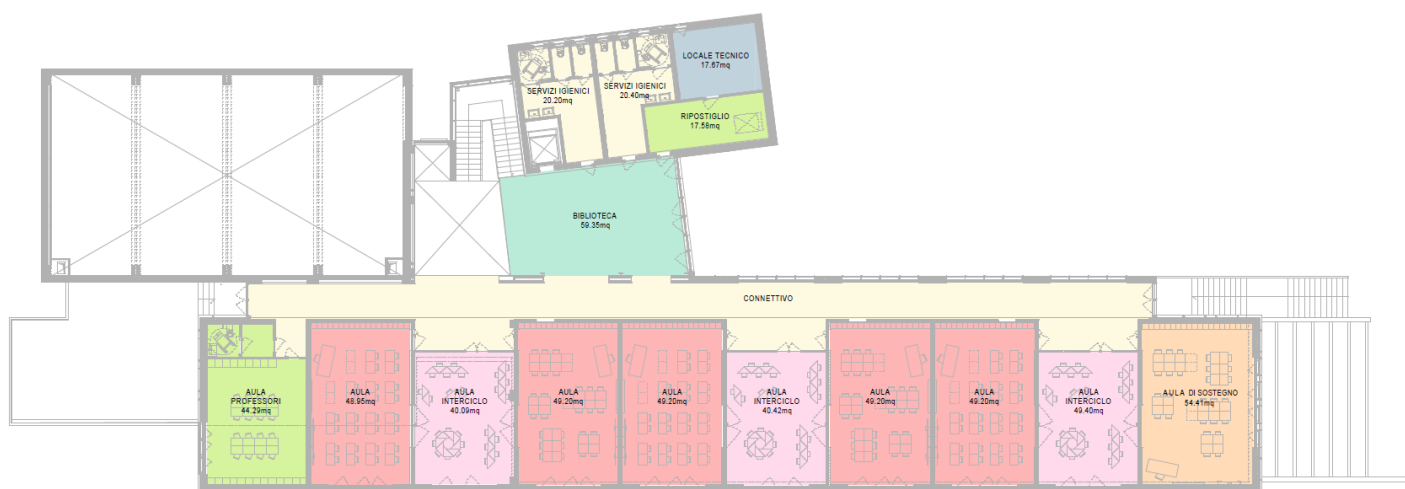 LOCALE TECNICO
17.67mq
SERVIZI IGIENICI
20.20mq
SERVIZI IGIENICI
20.40mq
RIPOSTIGLIO
17.58mq
BIBLIOTECA
59.35mq
CONNETTIVO
AULA
PROFESSORI
44.29mq
AULA
48.95mq
AULA
INTERCICLO
40.09mq
AULA
49.20mq
AULA
49.20mq
AULA
INTERCICLO
40.42mq
AULA
49.20mq
AULA
49.20mq
AULA
INTERCICLO
49.40mq
AULA DI SOSTEGNO
54.41mq